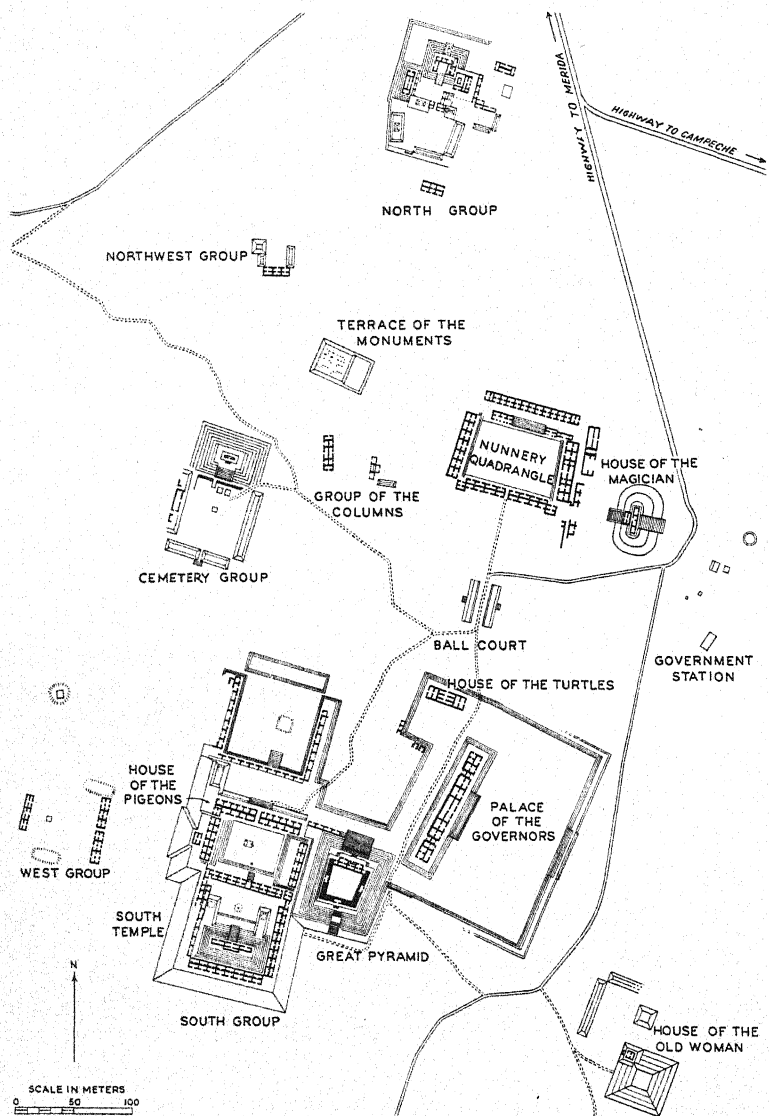 HIGHWAY TO MERIDA
HIGHWAY TO CAMPECHE
NORTH GROUP
NORTHWEST GROUP
TERRACE OF THE
MONUMENTS
NUNNERY
QUADRANGLE
HOUSE OF THE
MAGICIAN
GROUP OF THE
COLUMNS
CEMETERY GROUP
BALL COURT
GOVERNMENT
STATION
HOUSE OF THE TURTLES
HOUSE
OF THE
PIGEONS
PALACE
OF THE
GOVERNORS
WEST GROUP
SOUTH
TEMPLE
GREAT PYRAMID
N
SOUTH GROUP
HOUSE OF THE
OLD WOMAN
SCALE IN METERS
0 50 100